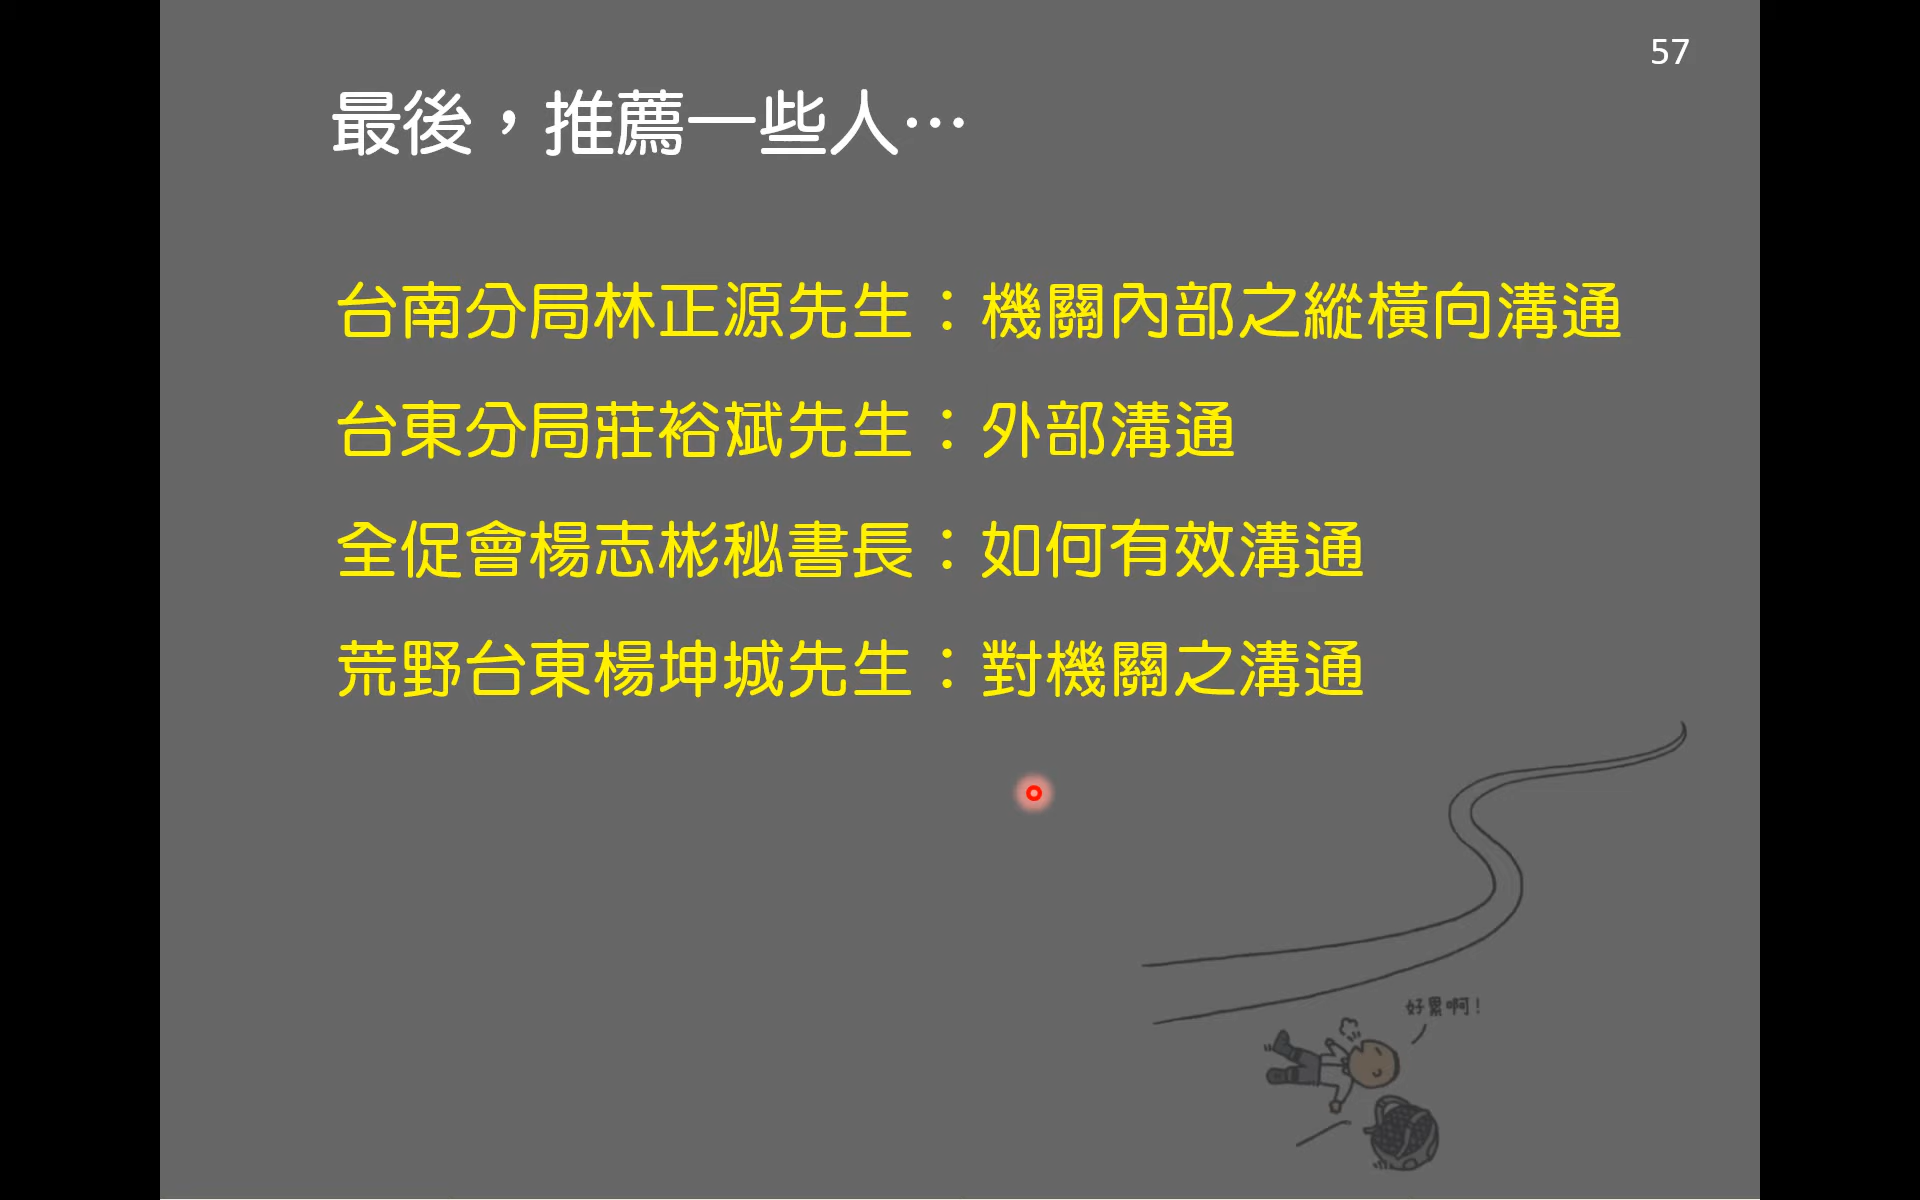 57
最後，推薦一些人…
台南分局林正源先生：機關內部之縱橫向溝通
台東分局莊裕斌先生：外部溝通
全促會楊志彬秘書長：如何有效溝通
荒野台東楊坤城先生：對機關之溝通
好累啊！